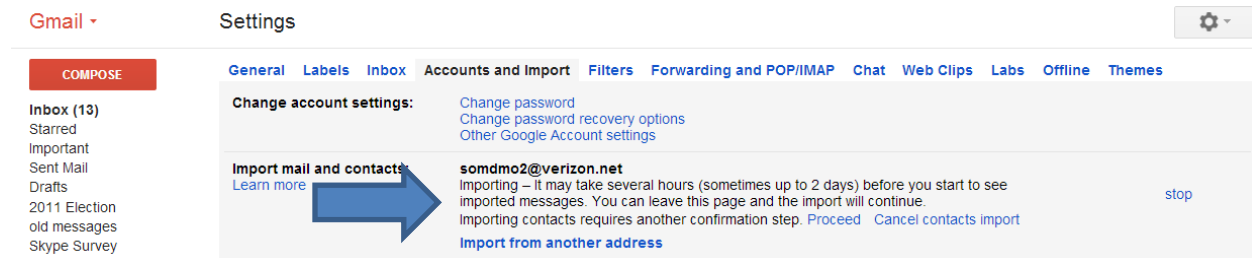 Gmail
Settings
COMPOSE
Inbox (13)
Starred
Important
Sent Mail
Drafts
2011 Election
old messages
Skype Survey
General Labels Inbox Accounts and Import Filters Forwarding and POP/IMAP Chat Web Clips Labs Offline Themes
Change account settings:
Change password
Change password recovery options
Other Google Account settings
Import mail and contacts:
Learn more
somdmo2@verizon.net
Importing – It may take several hours (sometimes up to 2 days) before you start to see
imported messages. You can leave this page and the import will continue.
Importing contacts requires another confirmation step. Proceed Cancel contacts import
stop
Import from another address